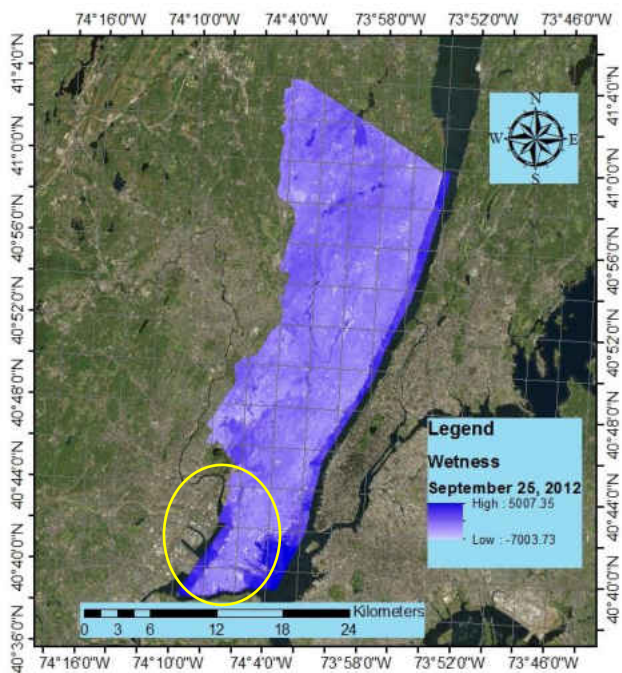 74°16'0"W 74°10'0"W 74°4'0"W 73°58'0"W 73°52'0"W 73°46'0"W
41°4'0"N
41°0'0"N
40°56'0"N
40°52'0"N
40°48'0"N
40°44'0"N
40°40'0"N
40°36'0"N
41°4'0"N
41°0'0"N
40°56'0"N
40°52'0"N
40°48'0"N
40°44'0"N
40°40'0"N
N
W E
S
Legend
Wetness
September 25, 2012
High : 5007.35
Low : -7003.73
Kilometers
0 3 6 12 18 24
74°16'0"W 74°10'0"W 74°4'0"W 73°58'0"W 73°52'0"W 73°46'0"W